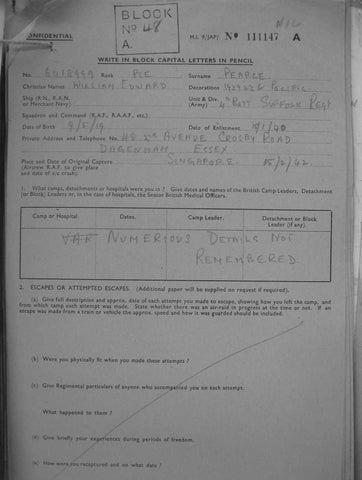 BLOCK
Nº 48
A.
CONFIDENTIAL
M.I. 9/JAP/ Nº 111147 A
WRITE IN BLOCK CAPITAL LETTERS IN PENCIL
No. Rank PTE Surname PEARCE
Christian Names WILLIAM EDWARD Decorations PACIFIC
Ship (R.N., R.A.N. or Merchant Navy) Unit & Div. (Army) 4th BATT SUFFOLK REGT
Squadron and Command (R.A.F., R.A.A.F., etc.)
Date of Birth 9/5/19 Date of Enlistment
Private Address and Telephone No. AVENUE CROSBY ROAD
DAGENHAM, ESSEX
Place and Date of Original Capture SINGAPORE 15/2/42.
(Airmen R.A.F. to give place
and date of a/c crash).
1. What camps, detachments or hospitals were you in ? Give dates and names of the British Camp Leaders, Detachment
(or Block) Leaders or, in the case of hospitals, the Senior British Medical Officers.
Camp or Hospital. Dates. Camp Leader. Detachment or Block Leader (if any).
NUMERIOUS DETAILS NOT
REMEMBERED
2. ESCAPES OR ATTEMPTED ESCAPES. (Additional paper will be supplied on request if required).
(a) Give full description and approx. date of each attempt you made to escape, showing how you left the camp, and
from which camp each attempt was made. State whether there was an air-raid in progress at the time or not. If an
escape was made from a train or vehicle the approx. speed and how it was guarded should be included.
(b) Were you physically fit when you made these attempts ?
(c) Give Regimental particulars of anyone who accompanied you on each attempt.
What happened to them ?
(d) Give briefly your experiences during periods of freedom.
(e) How were you recaptured and on what date ?